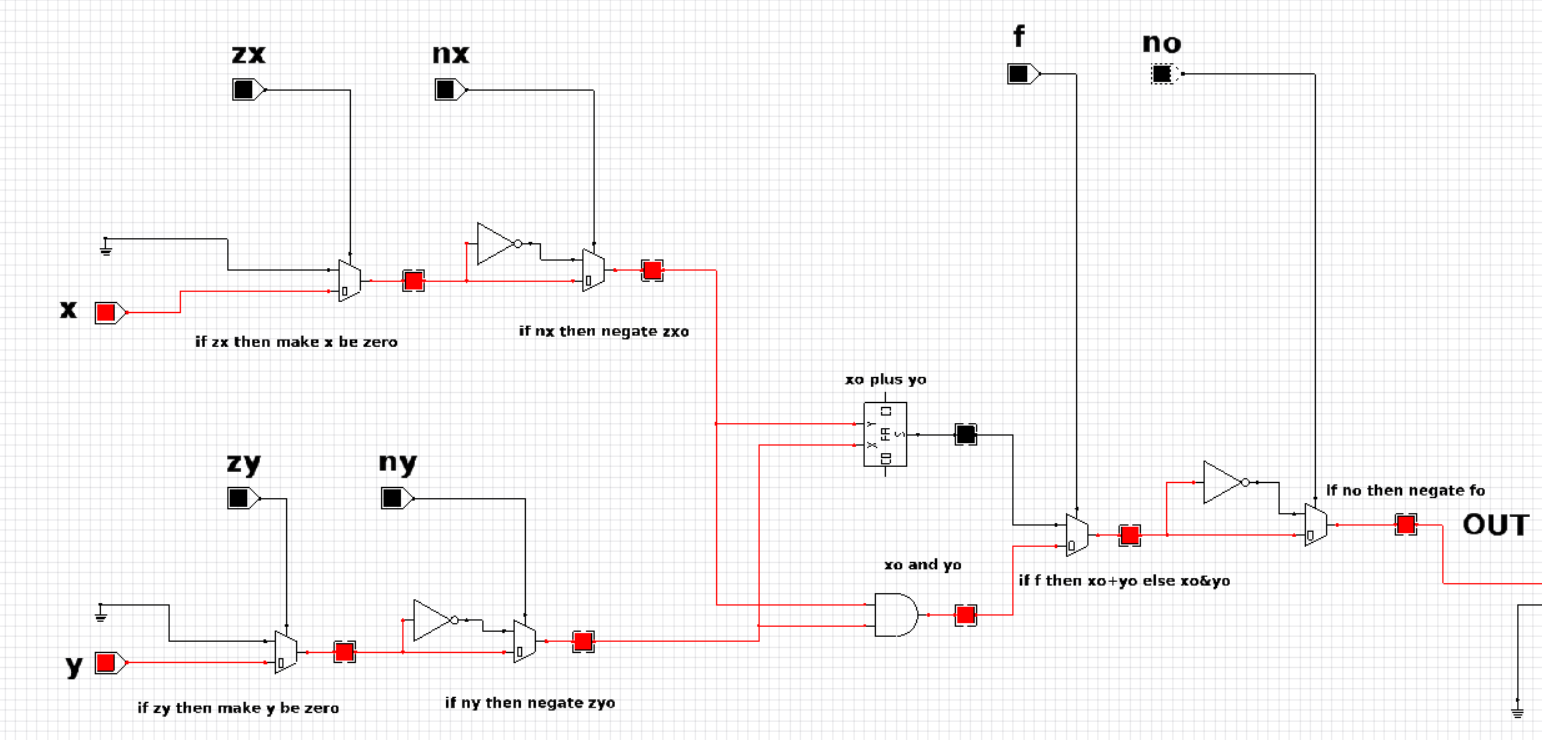 zx
nx
f
no
x
if zx then make x be zero
if nx then negate zxo
xo plus yo
Y
X
FA
S
CO
zy
ny
if no then negate fo
OUT
xo and yo
if f then xo+yo else xo&yo
y
if zy then make y be zero
if ny then negate zyo